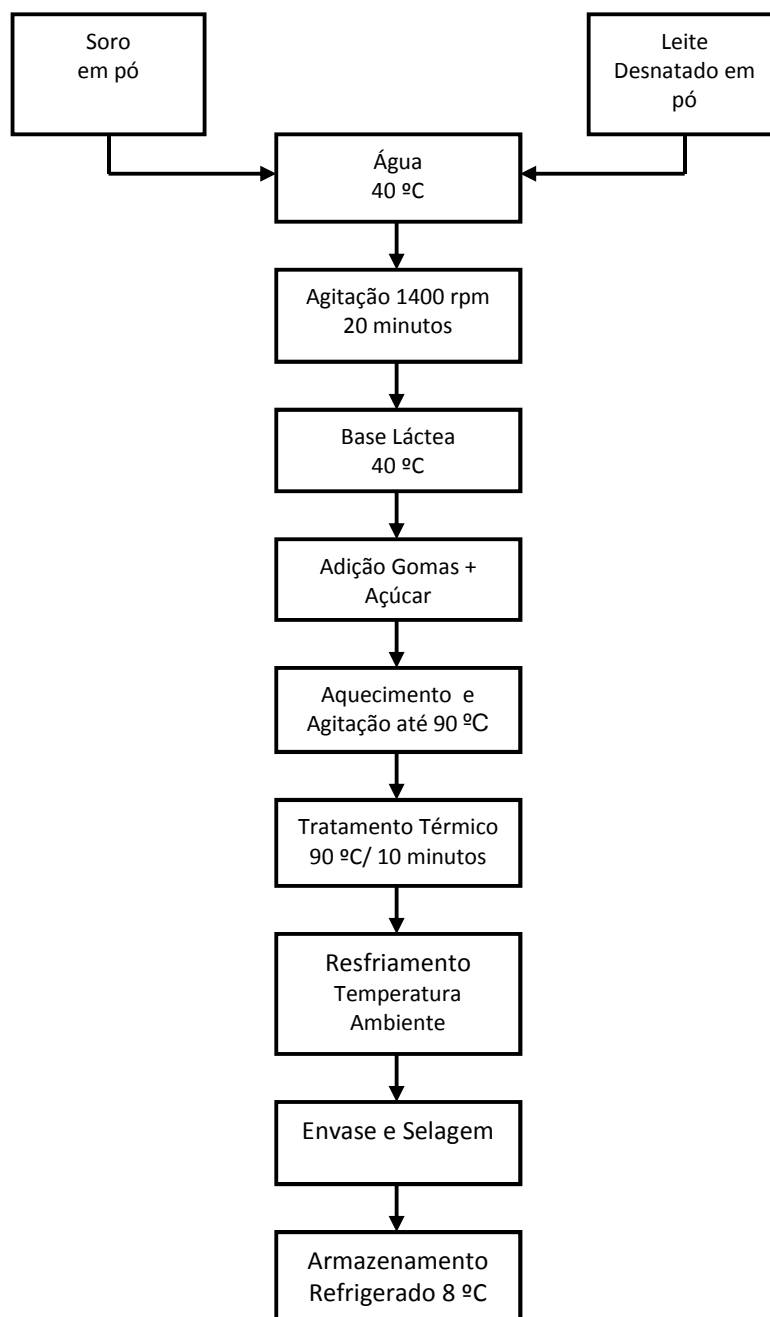 Soro
em pó
Leite
Desnatado em
pó
Água
40 ºC
Agitação 1400 rpm
20 minutos
Base Láctea
40 ºC
Adição Gomas +
Açúcar
Aquecimento e
Agitação até 90 ºC
Tratamento Térmico
90 ºC/ 10 minutos
Resfriamento
Temperatura
Ambiente
Envase e Selagem
Armazenamento
Refrigerado 8 ºC